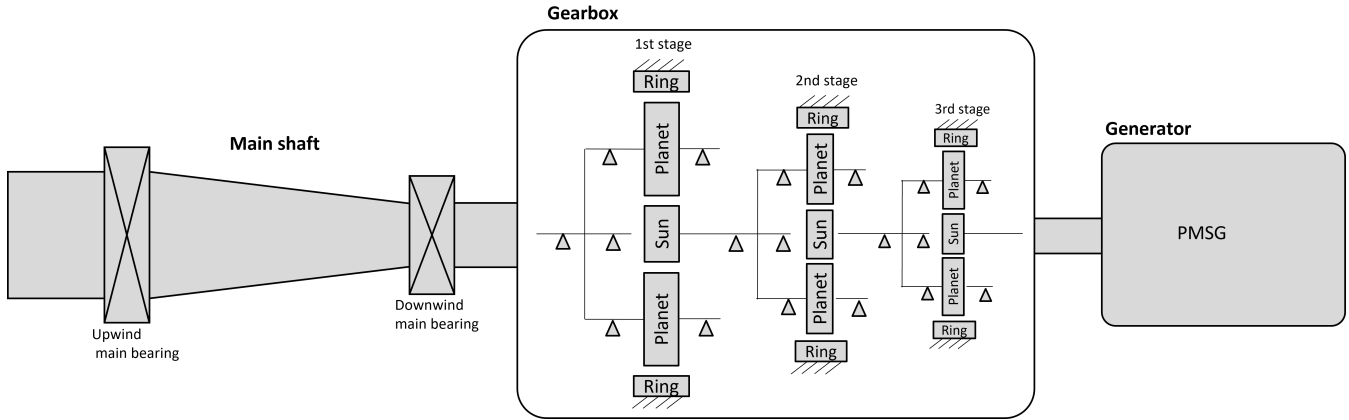 Gearbox
1st stage
Ring
2nd stage
Ring
3rd stage
Ring
Generator
Main shaft
Planet
Planet
Planet
Sun
Sun
Sun
PMSG
Planet
Planet
Planet
Downwind
main bearing
Upwind
main bearing
Ring
Ring
Ring